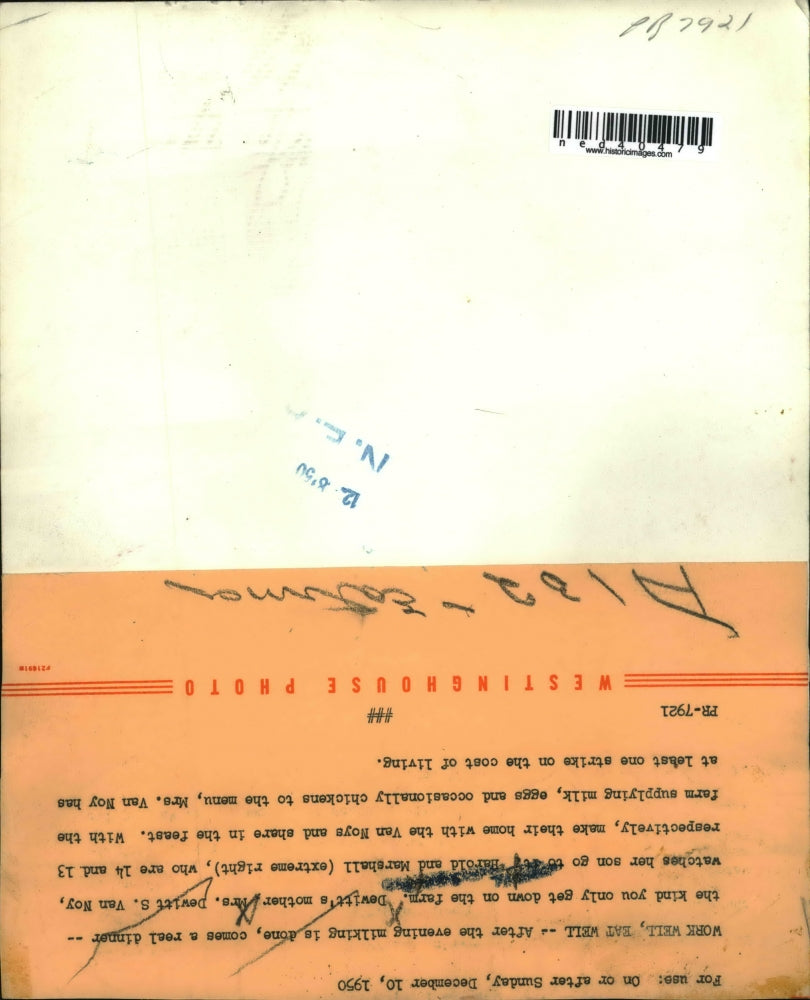 PR 7921
ned40479
www.historicimages.com
N.E.A.
12 8'50
A132 -
P21691B
WESTINGHOUSE PHOTO
For use: On or after Sunday, December 10, 1950
WORK WELL, EAT WELL -- After the evening milking is done, comes a real dinner --
the kind you only get down on the farm. Dewitt's mother, Mrs. Dewitt S. Van Noy,
watches her son go to it. Harold and Marshall (extreme right), who are 14 and 13
respectively, make their home with the Van Noys and share in the feast. With the
farm supplying milk, eggs and occasionally chickens to the menu, Mrs. Van Noy has
at least one strike on the cost of living.
PR-7921 ###